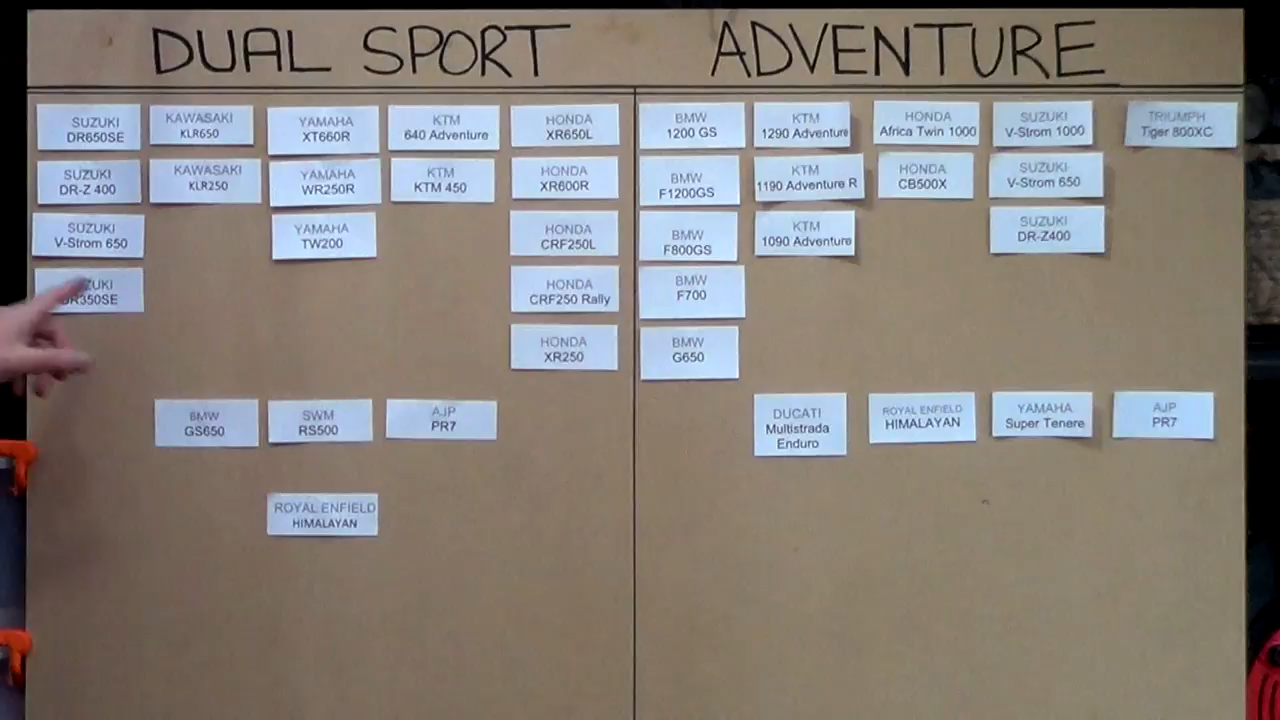 DUAL SPORT
SUZUKI
DR650SE
KAWASAKI
KLR650
YAMAHA
XT660R
KTM
640 Adventure
HONDA
XR650L
SUZUKI
DR-Z 400
KAWASAKI
KLR250
YAMAHA
WR250R
KTM
KTM 450
HONDA
XR600R
SUZUKI
V-Strom 650
YAMAHA
TW200
HONDA
CRF250L
HONDA
CRF250 Rally
HONDA
XR250
BMW
GS650
SWM
RS500
AJP
PR7
ROYAL ENFIELD
HIMALAYAN
ADVENTURE
BMW
1200 GS
KTM
1290 Adventure
HONDA
Africa Twin 1000
SUZUKI
V-Strom 1000
TRIUMPH
Tiger 800XC
BMW
F1200GS
KTM
1190 Adventure R
HONDA
CB500X
SUZUKI
V-Strom 650
BMW
F800GS
KTM
1090 Adventure
SUZUKI
DR-Z400
BMW
F700
BMW
G650
DUCATI
Multistrada
Enduro
ROYAL ENFIELD
HIMALAYAN
YAMAHA
Super Tenere
AJP
PR7